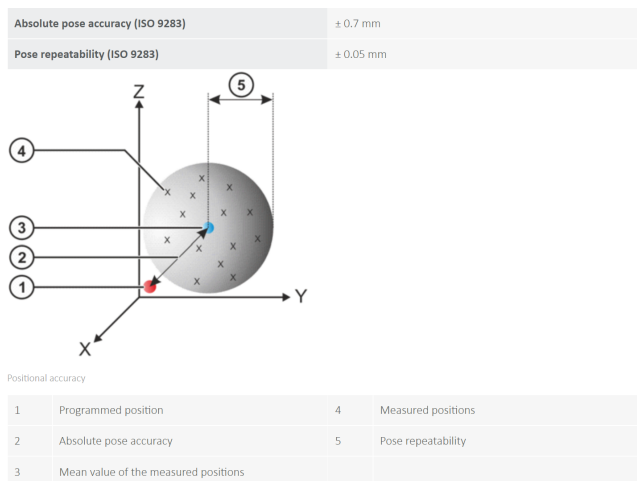 Absolute pose accuracy (ISO 9283) ± 0.7 mm
Pose repeatability (ISO 9283) ± 0.05 mm
5
Z
4
x x x x x x x x x x x x x x
3
2
1
Y
X
Positional accuracy
1 Programmed position 4 Measured positions
2 Absolute pose accuracy 5 Pose repeatability
3 Mean value of the measured positions